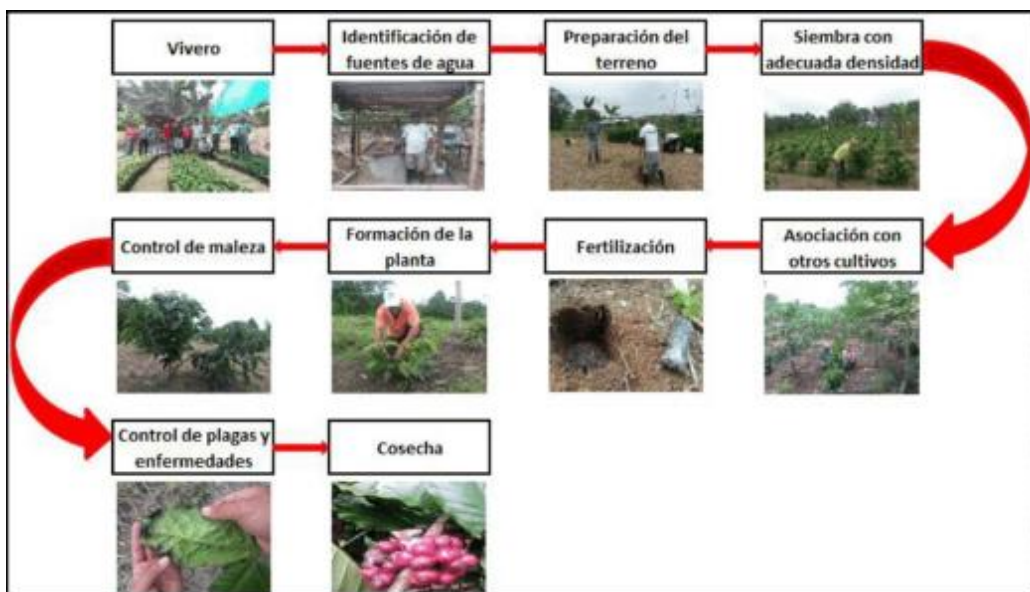 Vivero
Identificación de
fuentes de agua
Preparación del
terreno
Siembra con
adecuada densidad
Asociación con
otros cultivos
Fertilización
Formación de la
planta
Control de maleza
Control de plagas y
enfermedades
Cosecha